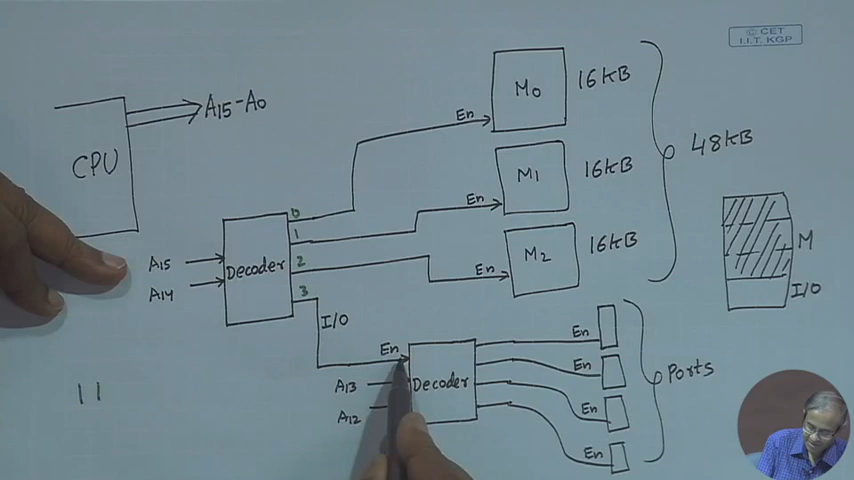 © CET
I.I.T. KGP
CPU
A15-A0
En
M0
16KB
En
M1
16KB
En
M2
16KB
48KB
M
I/O
A15
A14
Decoder
0
1
2
3
I/O
En
A13
A12
Decoder
En
En
En
En
Ports
11